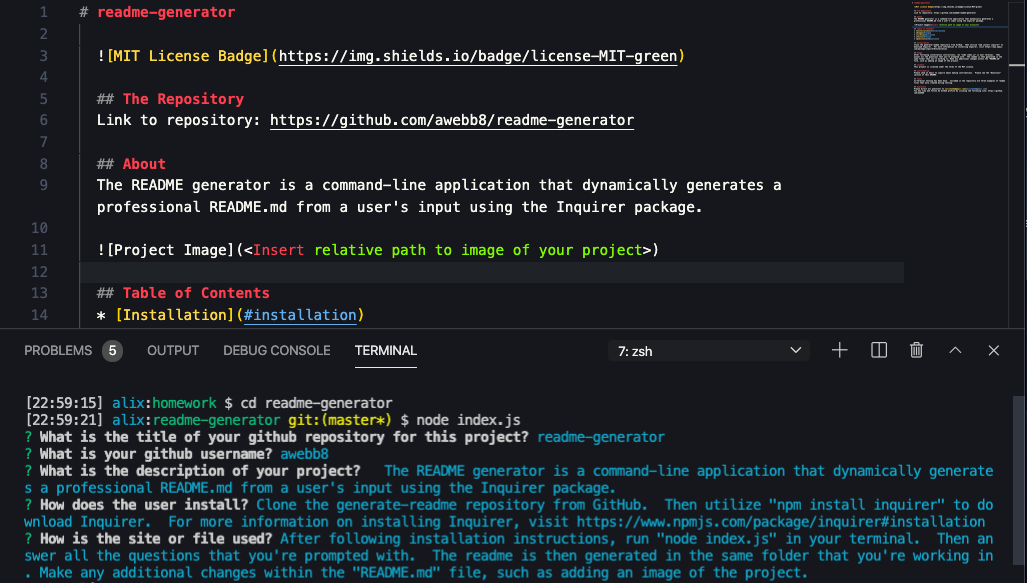 1 # readme-generator
2
3 ![MIT License Badge](https://img.shields.io/badge/license-MIT-green)
4
5 ## The Repository
6 Link to repository: https://github.com/awebb8/readme-generator
7
8 ## About
9 The README generator is a command-line application that dynamically generates a
professional README.md from a user's input using the Inquirer package.
10
11 ![Project Image](<Insert relative path to image of your project>)
12
13 ## Table of Contents
14 * [Installation](#installation)
PROBLEMS 5 OUTPUT DEBUG CONSOLE TERMINAL 7: zsh
[22:59:15] alix:homework $ cd readme-generator
[22:59:21] alix:readme-generator git:(master*) $ node index.js
? What is the title of your github repository for this project? readme-generator
? What is your github username? awebb8
? What is the description of your project?   The README generator is a command-line application that dynamically generate
s a professional README.md from a user's input using the Inquirer package.
? How does the user install? Clone the generate-readme repository from GitHub.  Then utilize "npm install inquirer" to do
wnload Inquirer.  For more information on installing Inquirer, visit https://www.npmjs.com/package/inquirer#installation
? How is the site or file used? After following installation instructions, run "node index.js" in your terminal.  Then an
swer all the questions that you're prompted with.  The readme is then generated in the same folder that you're working in
. Make any additional changes within the "README.md" file, such as adding an image of the project.